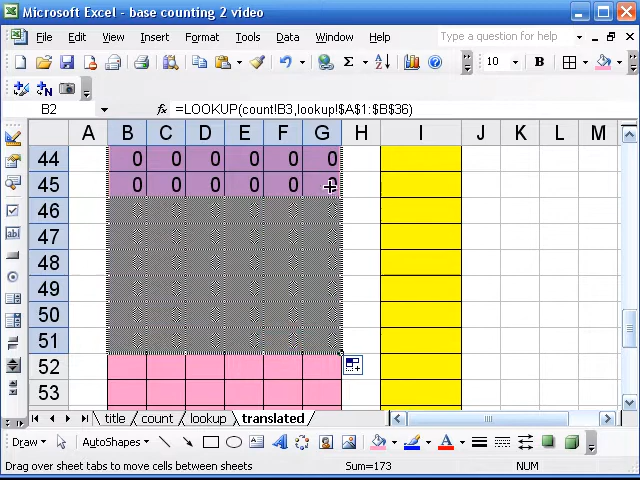 Microsoft Excel - base counting 2 video
File Edit View Insert Format Tools Data Window Help Type a question for help
10 B
B2 fx =LOOKUP(count!B3,lookup!$A$1:$B$36)
A B C D E F G H I J K L M
44 0 0 0 0 0 0
45 0 0 0 0 0
46
47
48
49
50
51
52
53
title count lookup translated
Draw AutoShapes A
Drag over sheet tabs to move cells between sheets Sum=173 NUM